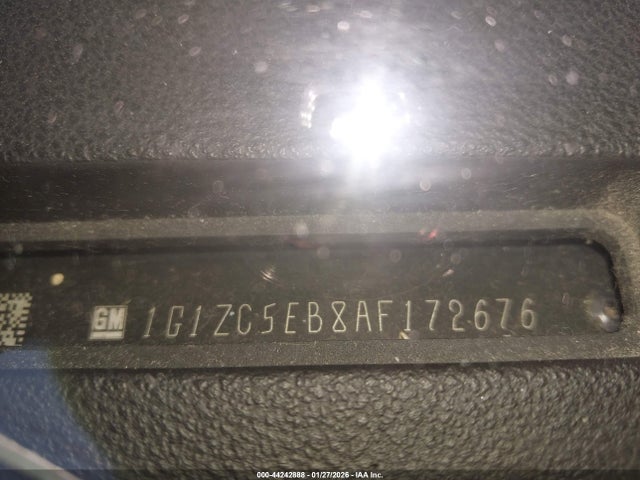 GM 1G1ZC5EB8AF172676
000-44242888 - 01/27/2026 - IAA Inc.